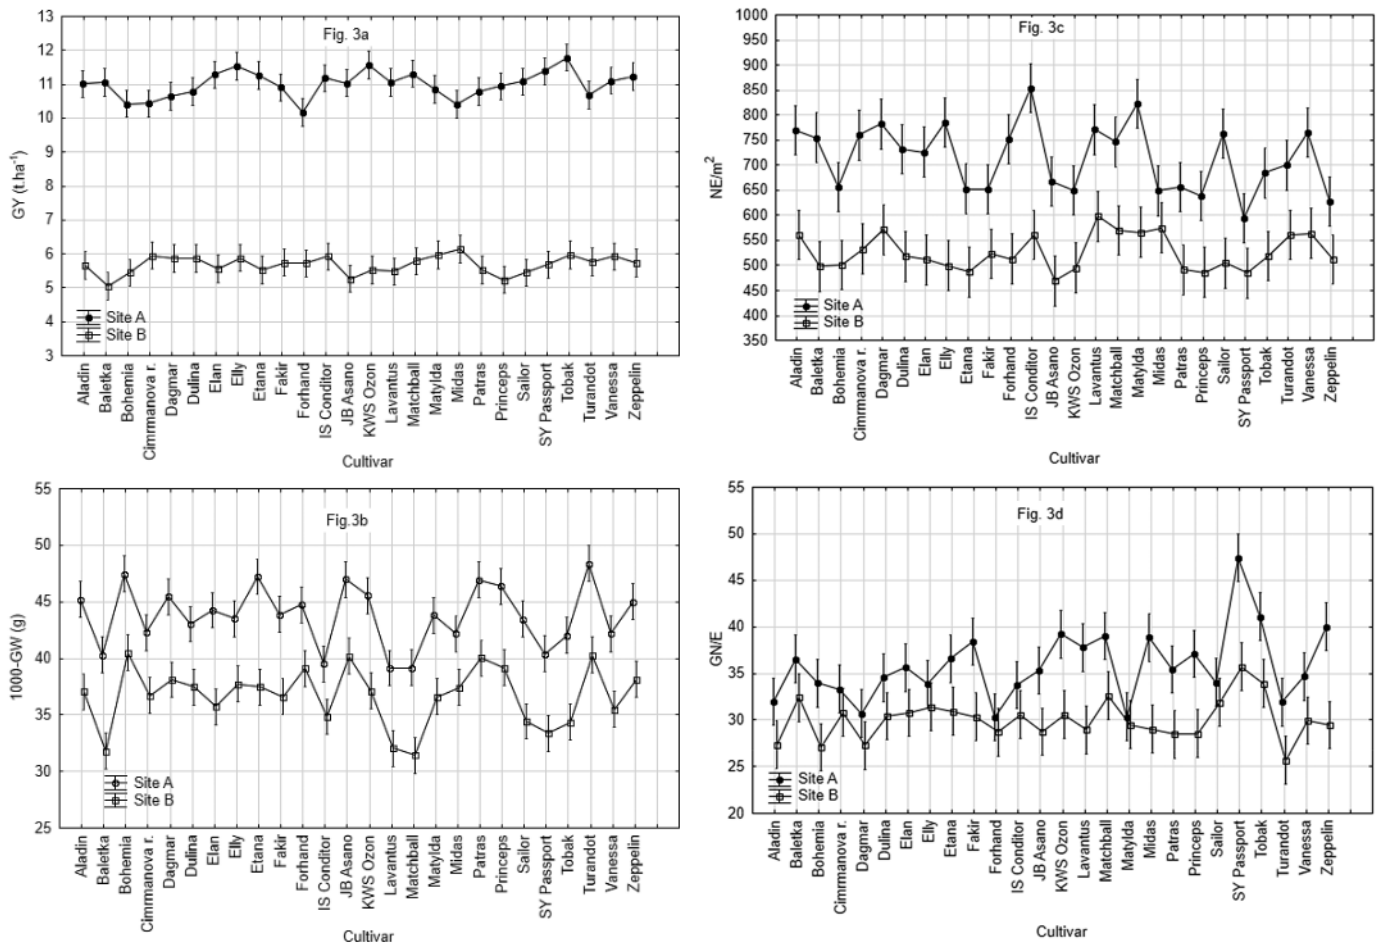 Fig. 3a
GY (t.ha⁻¹)
13
12
11
10
9
8
7
6
5
4
3
Site A
Site B
Aladin
Baletka
Bohemia
Cimrmanova r.
Dagmar
Dulina
Elan
Elly
Etana
Fakir
Forhand
IS Conditor
JB Asano
KWS Ozon
Lavantus
Matchball
Matylda
Midas
Patras
Princeps
Sailor
SY Passport
Tobak
Turandot
Vanessa
Zeppelin
Cultivar
Fig. 3c
NE/m²
1000
950
900
850
800
750
700
650
600
550
500
450
400
350
Site A
Site B
Aladin
Baletka
Bohemia
Cimrmanova r.
Dagmar
Dulina
Elan
Elly
Etana
Fakir
Forhand
IS Conditor
JB Asano
KWS Ozon
Lavantus
Matchball
Matylda
Midas
Patras
Princeps
Sailor
SY Passport
Tobak
Turandot
Vanessa
Zeppelin
Cultivar
Fig.3b
1000-GW (g)
55
50
45
40
35
30
25
Site A
Site B
Aladin
Baletka
Bohemia
Cimrmanova r.
Dagmar
Dulina
Elan
Elly
Etana
Fakir
Forhand
IS Conditor
JB Asano
KWS Ozon
Lavantus
Matchball
Matylda
Midas
Patras
Princeps
Sailor
SY Passport
Tobak
Turandot
Vanessa
Zeppelin
Cultivar
Fig. 3d
GN/E
55
50
45
40
35
30
25
20
Site A
Site B
Aladin
Baletka
Bohemia
Cimrmanova r.
Dagmar
Dulina
Elan
Elly
Etana
Fakir
Forhand
IS Conditor
JB Asano
KWS Ozon
Lavantus
Matchball
Matylda
Midas
Patras
Princeps
Sailor
SY Passport
Tobak
Turandot
Vanessa
Zeppelin
Cultivar